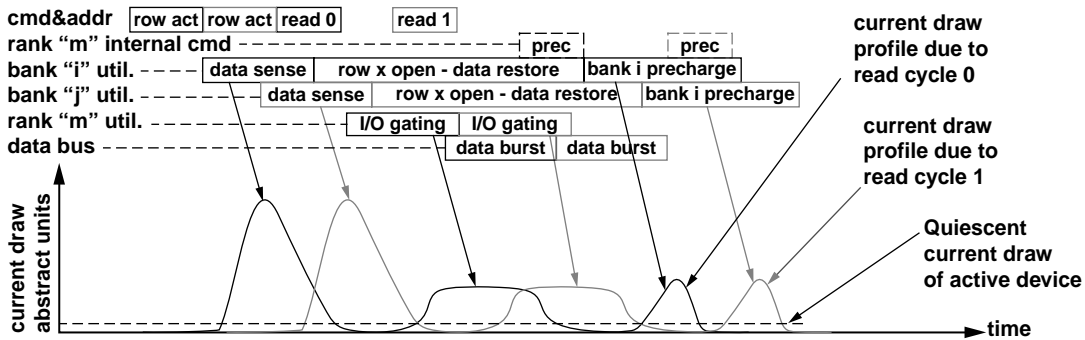 cmd&addr row act row act read 0 read 1
rank “m” internal cmd prec prec
bank “i” util. data sense row x open - data restore bank i precharge
bank “j” util. data sense row x open - data restore bank i precharge
rank “m” util. I/O gating I/O gating
data bus data burst data burst
current draw
profile due to
read cycle 0
current draw
profile due to
read cycle 1
Quiescent
current draw
of active device
current draw
abstract units
time